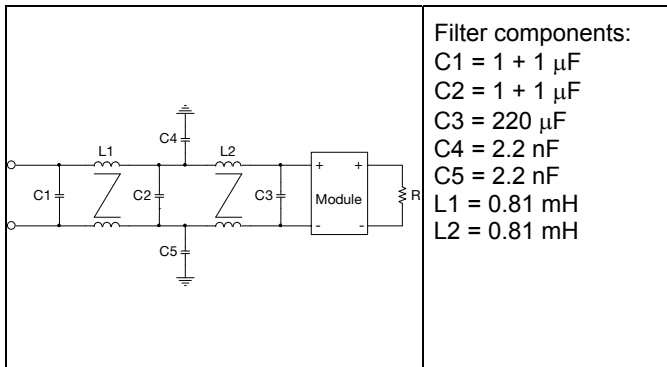 Filter components:
C1 = 1 + 1 μF
C2 = 1 + 1 μF
C3 = 220 μF
C4 = 2.2 nF
C5 = 2.2 nF
L1 = 0.81 mH
L2 = 0.81 mH
C4
L1
L2
+ +
C1
C2
C3
Module
R
- -
C5